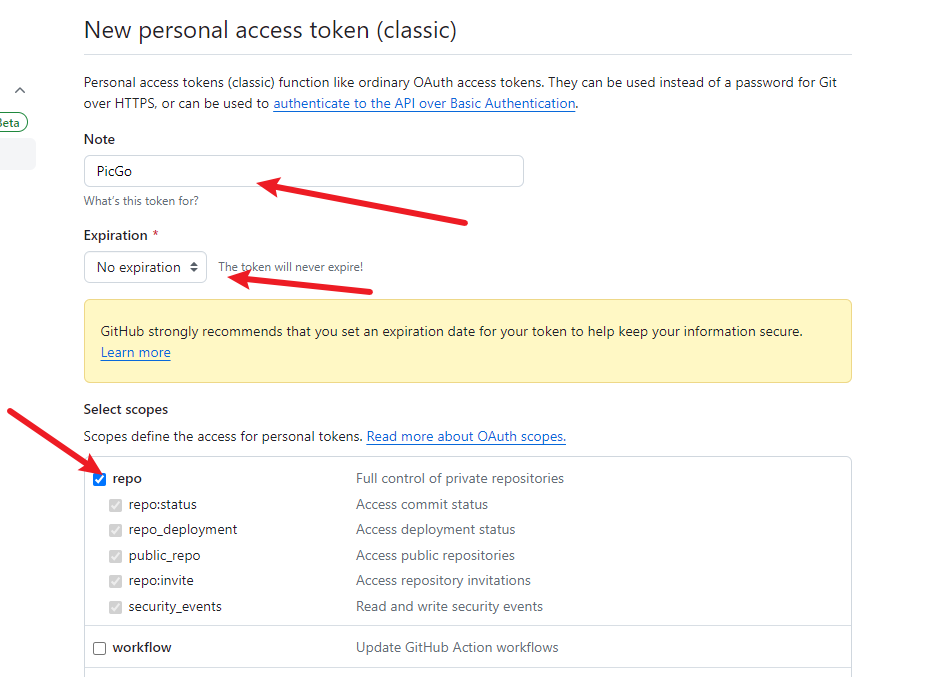 New personal access token (classic)
Personal access tokens (classic) function like ordinary OAuth access tokens. They can be used instead of a password for Git
over HTTPS, or can be used to authenticate to the API over Basic Authentication.
Beta
Note
PicGo
What's this token for?
Expiration *
No expiration The token will never expire!
GitHub strongly recommends that you set an expiration date for your token to help keep your information secure.
Learn more
Select scopes
Scopes define the access for personal tokens. Read more about OAuth scopes.
repo Full control of private repositories
repo:status Access commit status
repo_deployment Access deployment status
public_repo Access public repositories
repo:invite Access repository invitations
security_events Read and write security events
workflow Update GitHub Action workflows